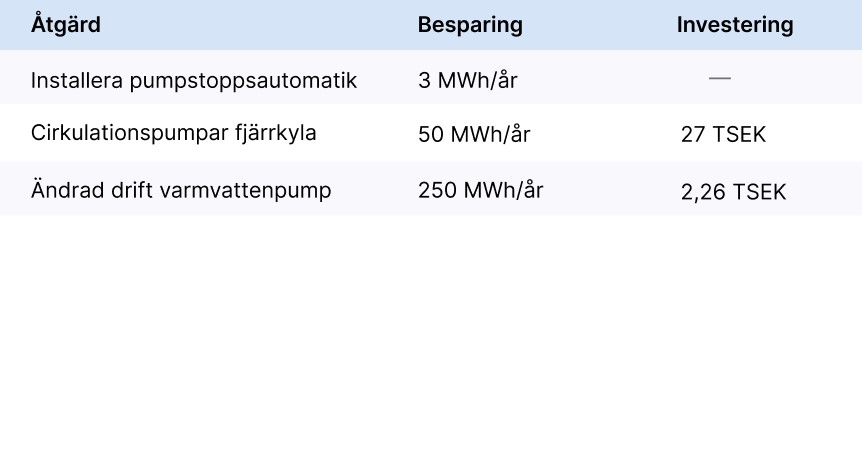 Åtgärd Besparing Investering
Installera pumpstoppsautomatik 3 MWh/år —
Cirkulationspumpar fjärrkyla 50 MWh/år 27 TSEK
Ändrad drift varmvattenpump 250 MWh/år 2,26 TSEK